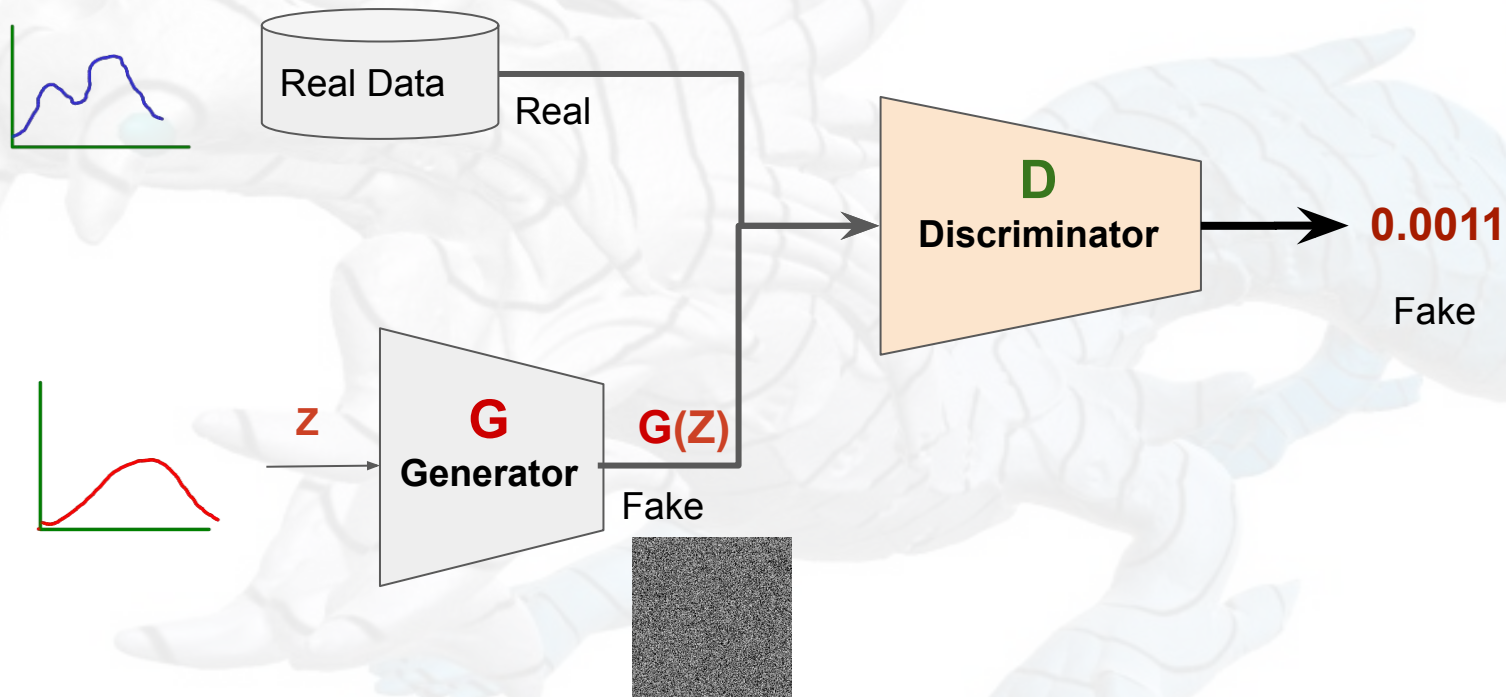 Real Data
Real
D
Discriminator
0.0011
Fake
z
G
Generator
G(Z)
Fake